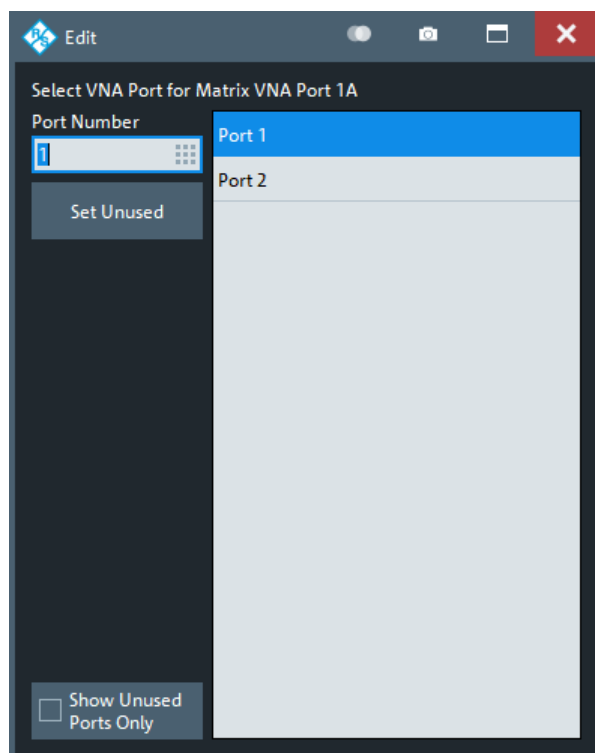 Edit
Select VNA Port for Matrix VNA Port 1A
Port Number
1
Set Unused
Port 1
Port 2
Show Unused
Ports Only